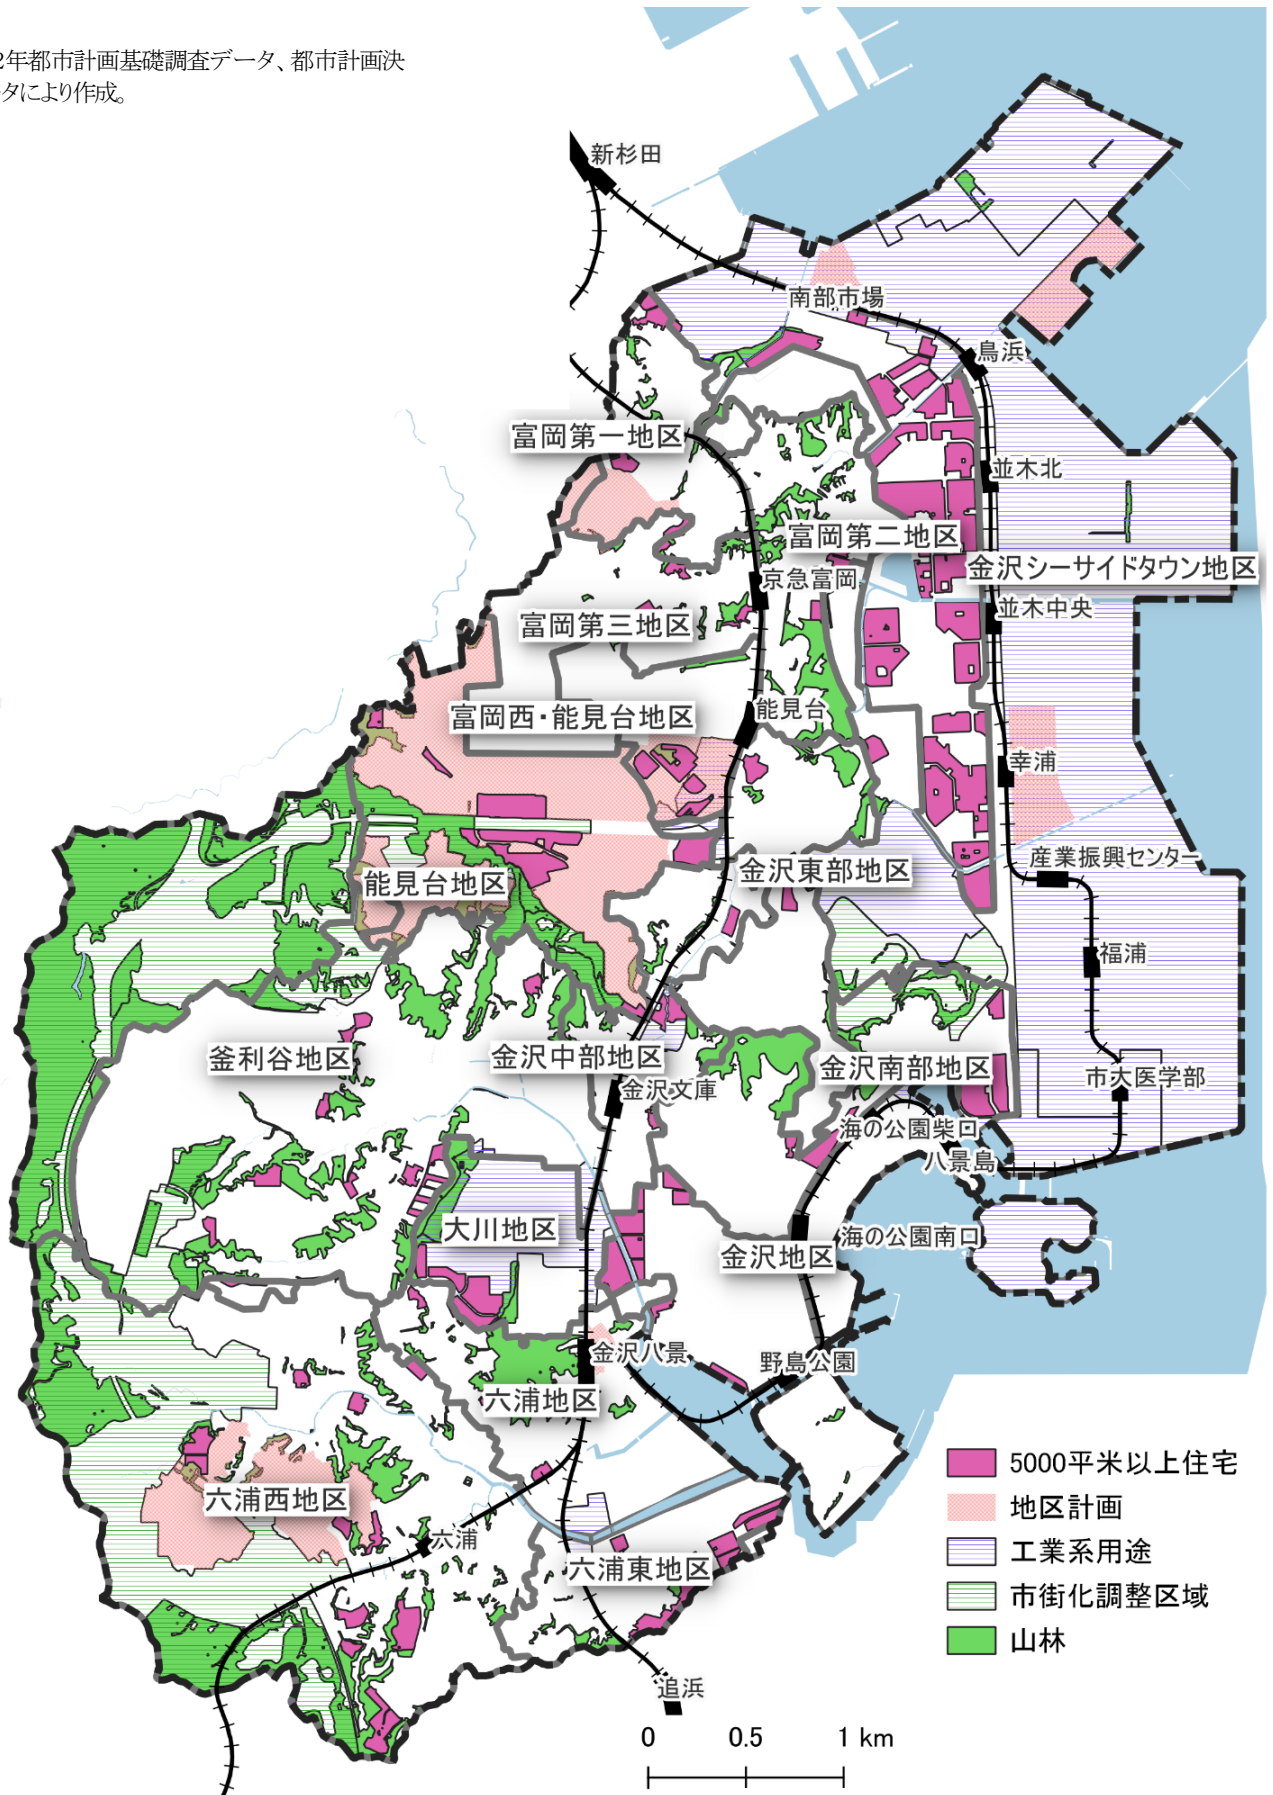 2年都市計画基礎調査データ、都市計画決
タにより作成。
新杉田
南部市場
鳥浜
富岡第一地区
並木北
富岡第二地区
金沢シーサイドタウン地区
京急富岡
並木中央
富岡第三地区
富岡西・能見台地区
能見台
幸浦
産業振興センター
金沢東部地区
能見台地区
福浦
釜利谷地区
金沢中部地区
金沢南部地区
市大医学部
金沢文庫
海の公園柴口
八景島
大川地区
海の公園南口
金沢地区
金沢八景
野島公園
六浦地区
六浦西地区
六浦
六浦東地区
追浜
5000平米以上住宅
地区計画
工業系用途
市街化調整区域
山林
0 0.5 1 km